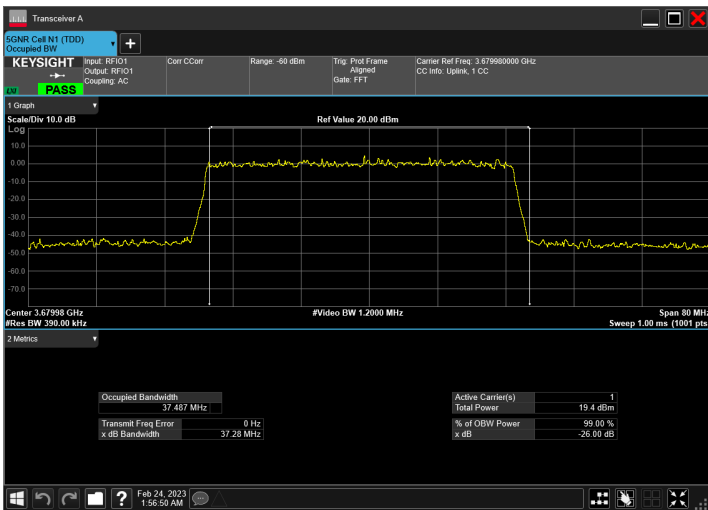 Transceiver A
5GNR Cell N1 (TDD)
Occupied BW
KEYSIGHT
PASS
Input: RFIO1
Output: RFIO1
Coupling: AC
Corr CCorr
Range: -60 dBm
Trig: Prot Frame
Aligned
Gate: FFT
Carrier Ref Freq: 3.679980000 GHz
CC Info: Uplink, 1 CC
1 Graph
Scale/Div 10.0 dB
Ref Value 20.00 dBm
Log
10.0
0.00
-10.0
-20.0
-30.0
-40.0
-50.0
-60.0
-70.0
Center 3.67998 GHz
#Video BW 1.2000 MHz
Span 80 MHz
#Res BW 390.00 kHz
Sweep 1.00 ms (1001 pts
2 Metrics
Occupied Bandwidth
37.487 MHz
Transmit Freq Error 0 Hz
x dB Bandwidth 37.28 MHz
Active Carrier(s) 1
Total Power 19.4 dBm
% of OBW Power 99.00 %
x dB -26.00 dB
Feb 24, 2023
1:56:50 AM